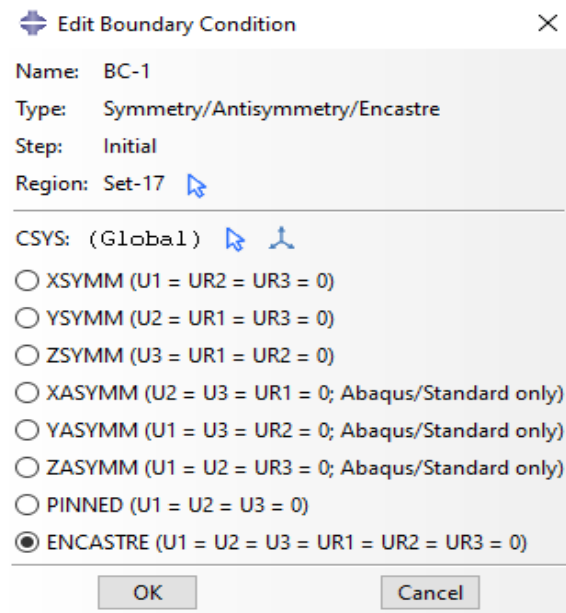 Edit Boundary Condition
Name: BC-1
Type: Symmetry/Antisymmetry/Encastre
Step: Initial
Region: Set-17
CSYS: (Global)
XSYMM (U1 = UR2 = UR3 = 0)
YSYMM (U2 = UR1 = UR3 = 0)
ZSYMM (U3 = UR1 = UR2 = 0)
XASYMM (U2 = U3 = UR1 = 0; Abaqus/Standard only)
YASYMM (U1 = U3 = UR2 = 0; Abaqus/Standard only)
ZASYMM (U1 = U2 = UR3 = 0; Abaqus/Standard only)
PINNED (U1 = U2 = U3 = 0)
ENCASTRE (U1 = U2 = U3 = UR1 = UR2 = UR3 = 0)
OK Cancel